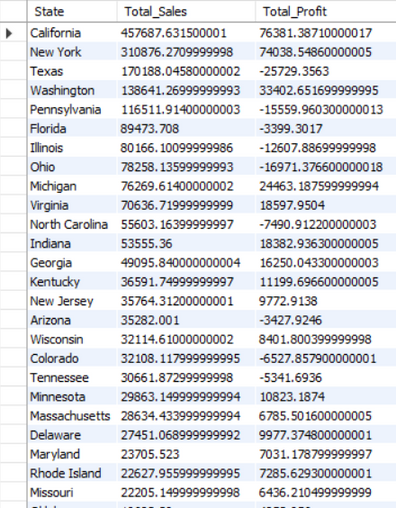 State Total_Sales Total_Profit
California 457687.631500001 76381.38710000017
New York 310876.2709999998 74038.54860000005
Texas 170188.04580000002 -25729.3563
Washington 138641.26999999993 33402.651699999995
Pennsylvania 116511.91400000003 -15559.960300000013
Florida 89473.708 -3399.3017
Illinois 80166.10099999986 -12607.88699999998
Ohio 78258.13599999993 -16971.376600000018
Michigan 76269.61400000002 24463.187599999994
Virginia 70636.71999999999 18597.9504
North Carolina 55603.16399999997 -7490.912200000003
Indiana 53555.36 18382.936300000005
Georgia 49095.840000000004 16250.043300000003
Kentucky 36591.74999999997 11199.696600000005
New Jersey 35764.31200000001 9772.9138
Arizona 35282.001 -3427.9246
Wisconsin 32114.61000000002 8401.800399999998
Colorado 32108.117999999995 -6527.857900000001
Tennessee 30661.87299999998 -5341.6936
Minnesota 29863.149999999994 10823.1874
Massachusetts 28634.433999999994 6785.501600000005
Delaware 27451.068999999992 9977.374800000001
Maryland 23705.523 7031.178799999997
Rhode Island 22627.955999999995 7285.629300000001
Missouri 22205.149999999998 6436.210499999999